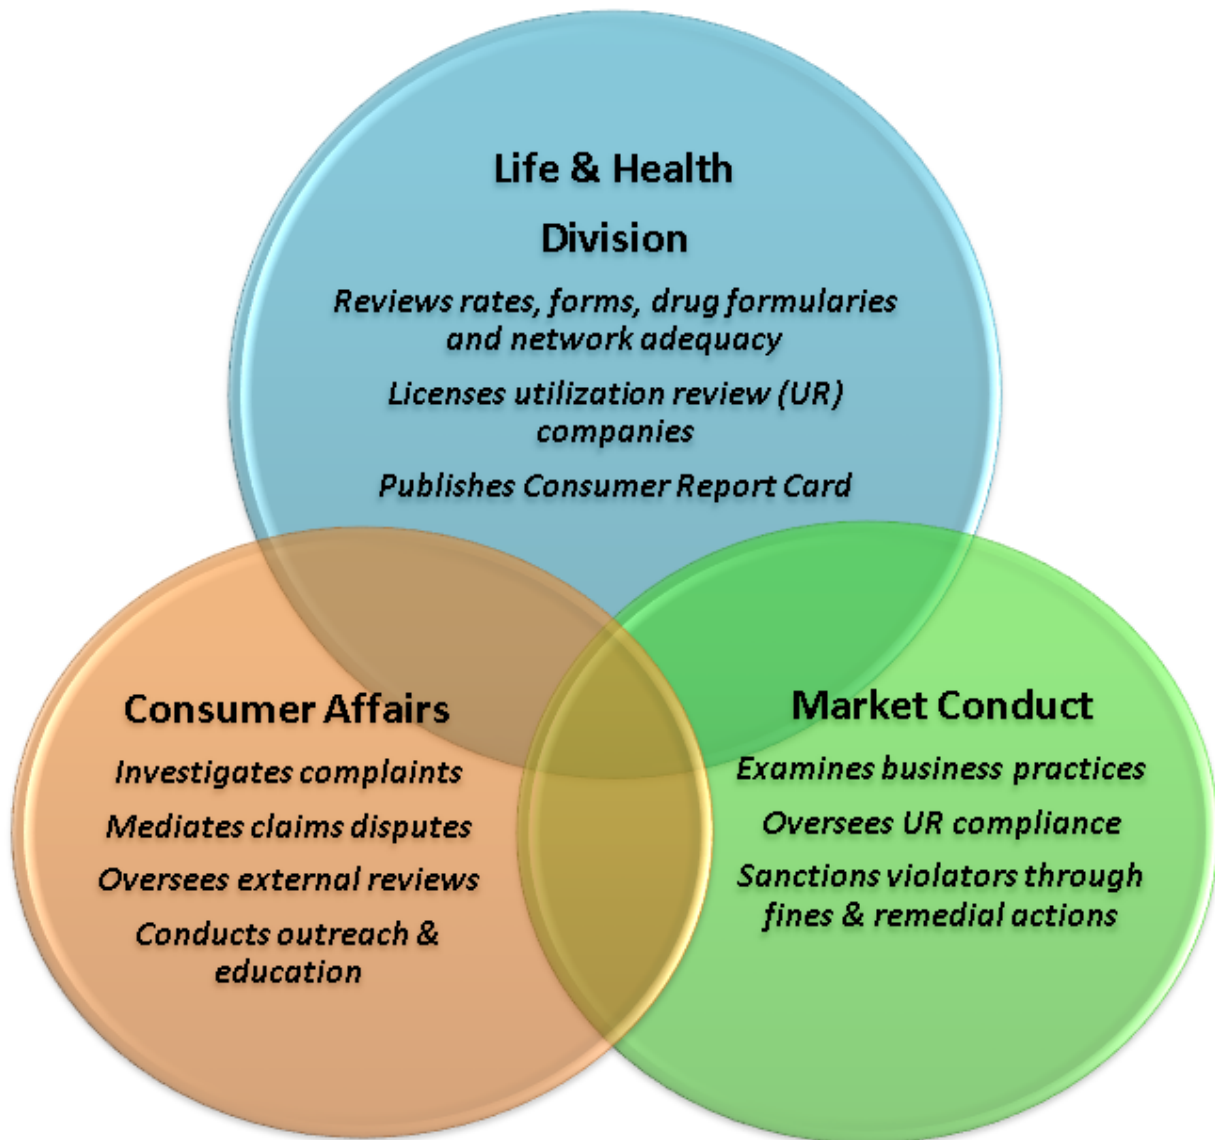 Life & Health
Division
Reviews rates, forms, drug formularies
and network adequacy
Licenses utilization review (UR)
companies
Publishes Consumer Report Card
Consumer Affairs
Investigates complaints
Mediates claims disputes
Oversees external reviews
Conducts outreach &
education
Market Conduct
Examines business practices
Oversees UR compliance
Sanctions violators through
fines & remedial actions